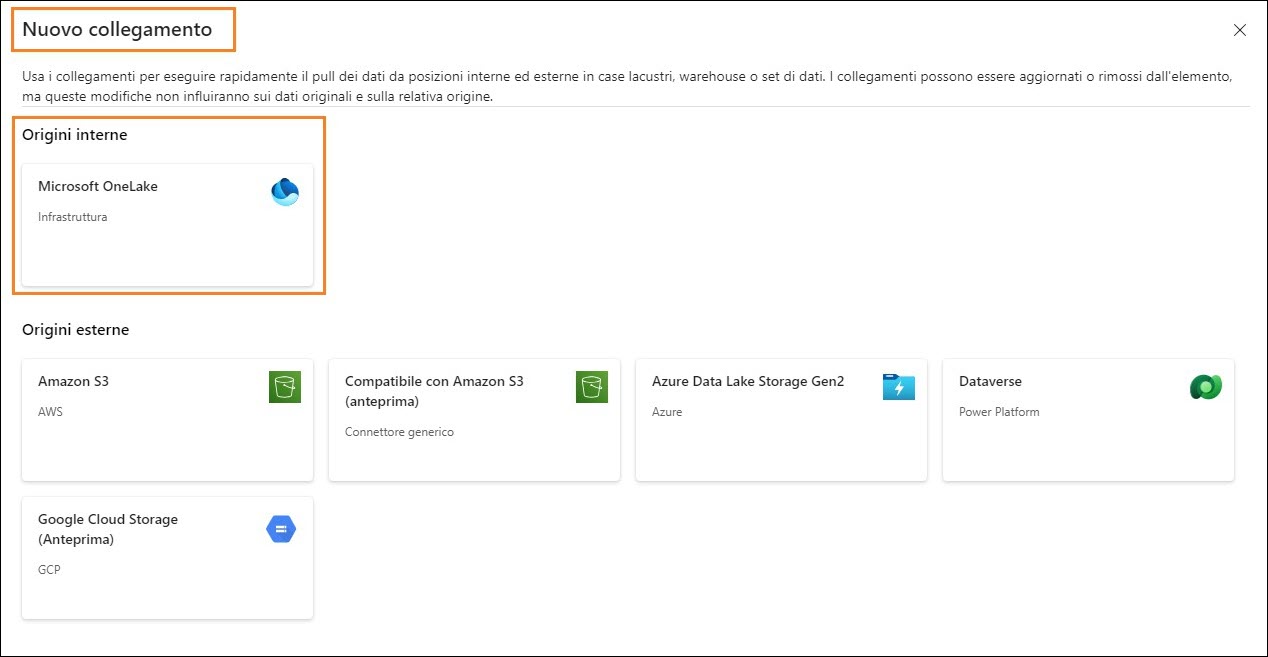 Nuovo collegamento
Usa i collegamenti per eseguire rapidamente il pull dei dati da posizioni interne ed esterne in case lacustri, warehouse o set di dati. I collegamenti possono essere aggiornati o rimossi dall'elemento,
ma queste modifiche non influiranno sui dati originali e sulla relativa origine.
Origini interne
Microsoft OneLake
Infrastruttura
Origini esterne
Amazon S3
AWS
Compatibile con Amazon S3
(anteprima)
Connettore generico
Azure Data Lake Storage Gen2
Azure
Dataverse
Power Platform
Google Cloud Storage
(Anteprima)
GCP